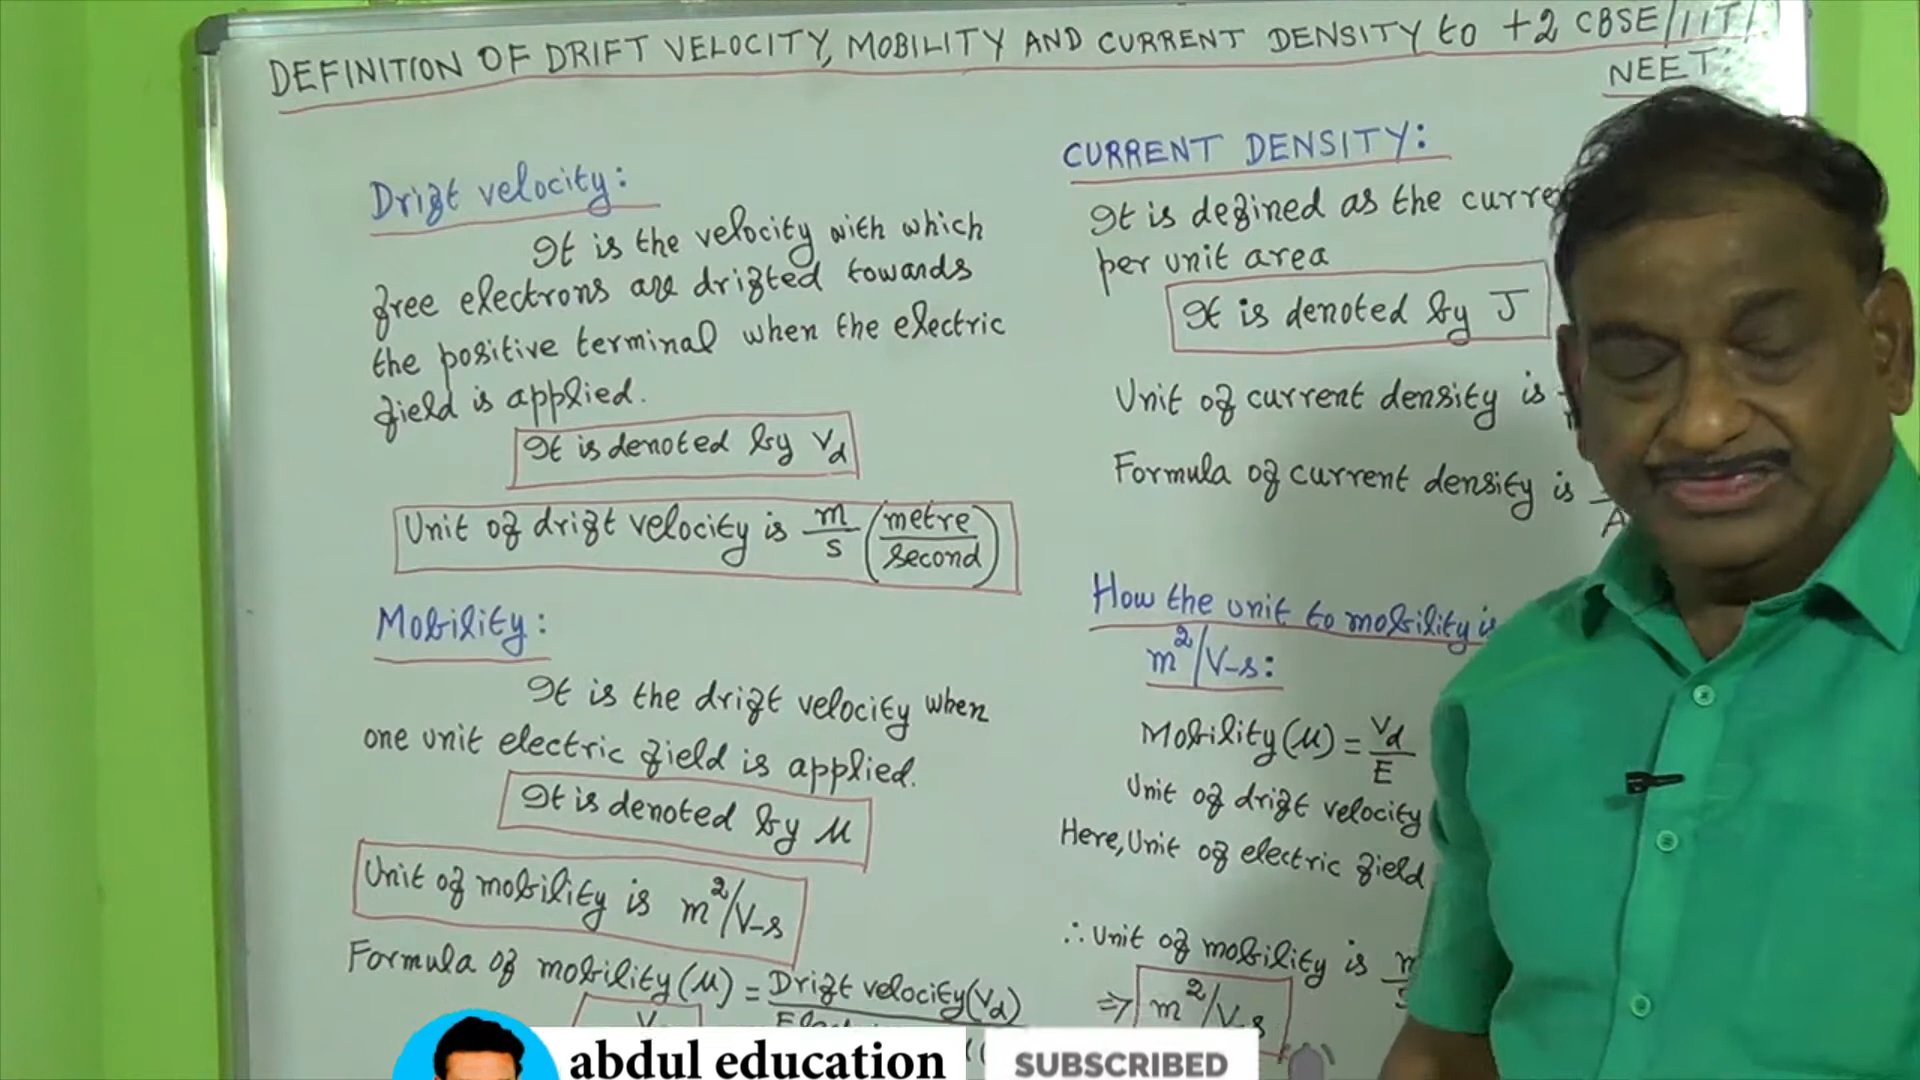 DEFINITION OF DRIFT VELOCITY, MOBILITY AND CURRENT DENSITY to +2 CBSE/IIT/
NEET:
Drift velocity:
It is the velocity with which
free electrons are drifted towards
the positive terminal when the electric
field is applied.
It is denoted by Vd
Unit of drift velocity is m/s (metre/second)
Mobility:
It is the drift velocity when
one unit electric field is applied.
It is denoted by μ
Unit of mobility is m²/V-s
Formula of mobility(μ) = Drift velocity(Vd)
CURRENT DENSITY:
It is defined as the
per unit area
It is denoted by J
Unit of current density is
Formula of current density is
A
How the unit to mobility is
m²/V-s:
Mobility(μ) = Vd/E
Unit of drift velocity
Here, Unit of electric field
∴ Unit of mobility is
⇒ m²/V-s
abdul education
SUBSCRIBED